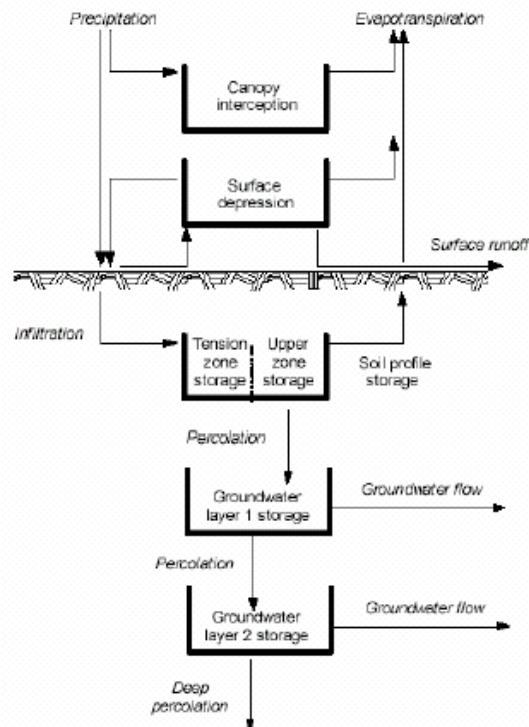 Precipitation
Evapotranspiration
Canopy
interception
Surface
depression
Surface runoff
Infiltration
Tension
zone
storage
Upper
zone
storage
Soil profile
storage
Percolation
Groundwater
layer 1 storage
Groundwater flow
Percolation
Groundwater
layer 2 storage
Groundwater flow
Deep
percolation